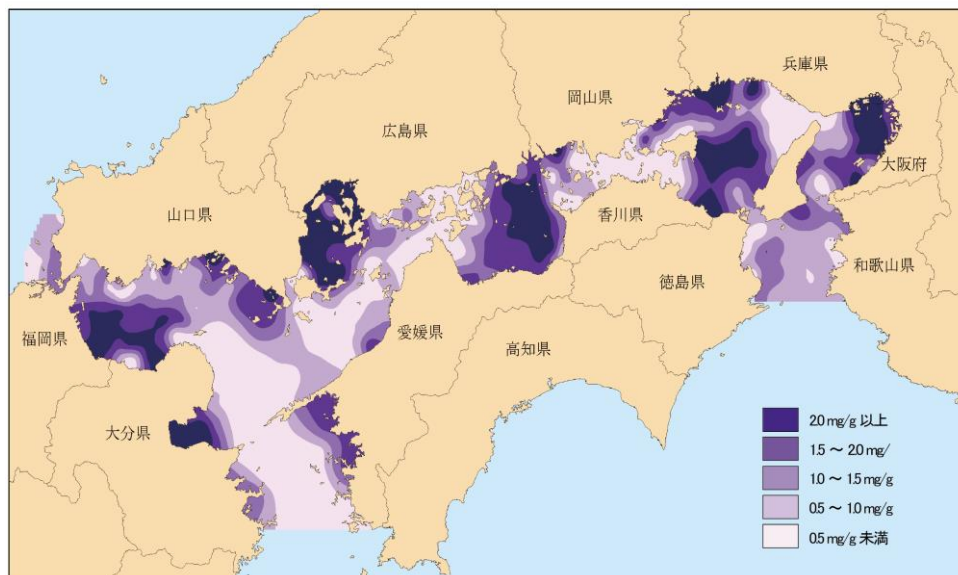 兵庫県
岡山県
広島県
大阪府
山口県
香川県
和歌山県
徳島県
福岡県
愛媛県
高知県
大分県
2.0 mg/g 以上
1.5 ～ 2.0 mg/
1.0 ～ 1.5 mg/g
0.5 ～ 1.0 mg/g
0.5 mg/g 未満